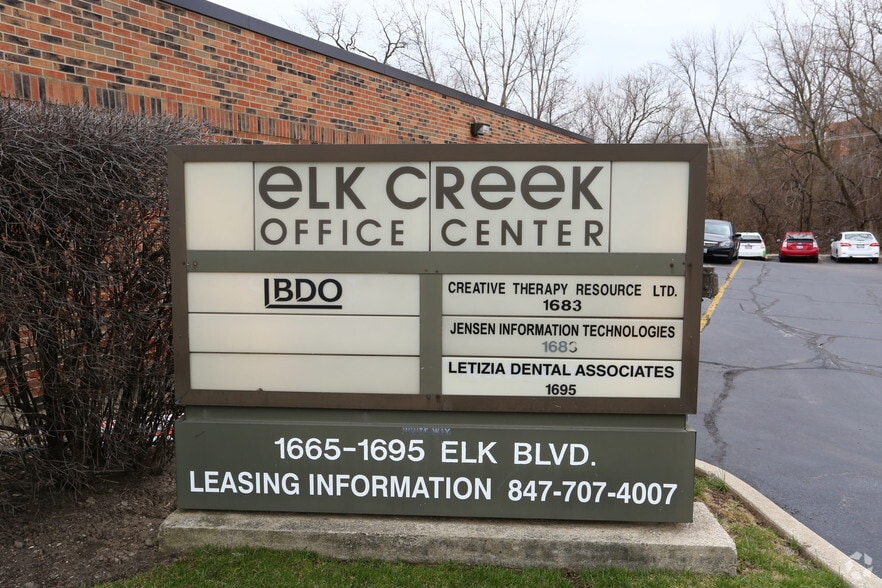 ELK CREEK
OFFICE CENTER
BDO
CREATIVE THERAPY RESOURCE LTD.
1683
JENSEN INFORMATION TECHNOLOGIES
LETIZIA DENTAL ASSOCIATES
1695
1665-1695 ELK BLVD.
LEASING INFORMATION 847-707-4007